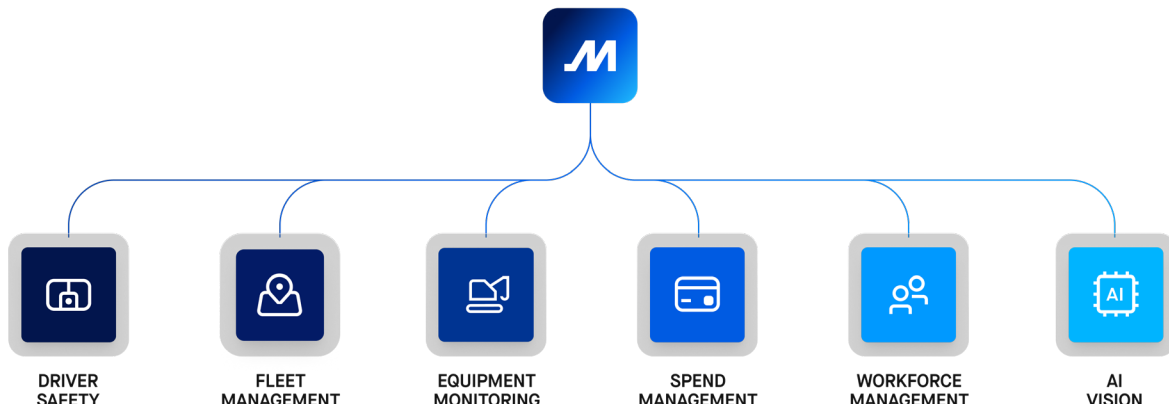 M
DRIVER
SAFETY
FLEET
MANAGEMENT
EQUIPMENT
MONITORING
SPEND
MANAGEMENT
WORKFORCE
MANAGEMENT
AI
AI
VISION